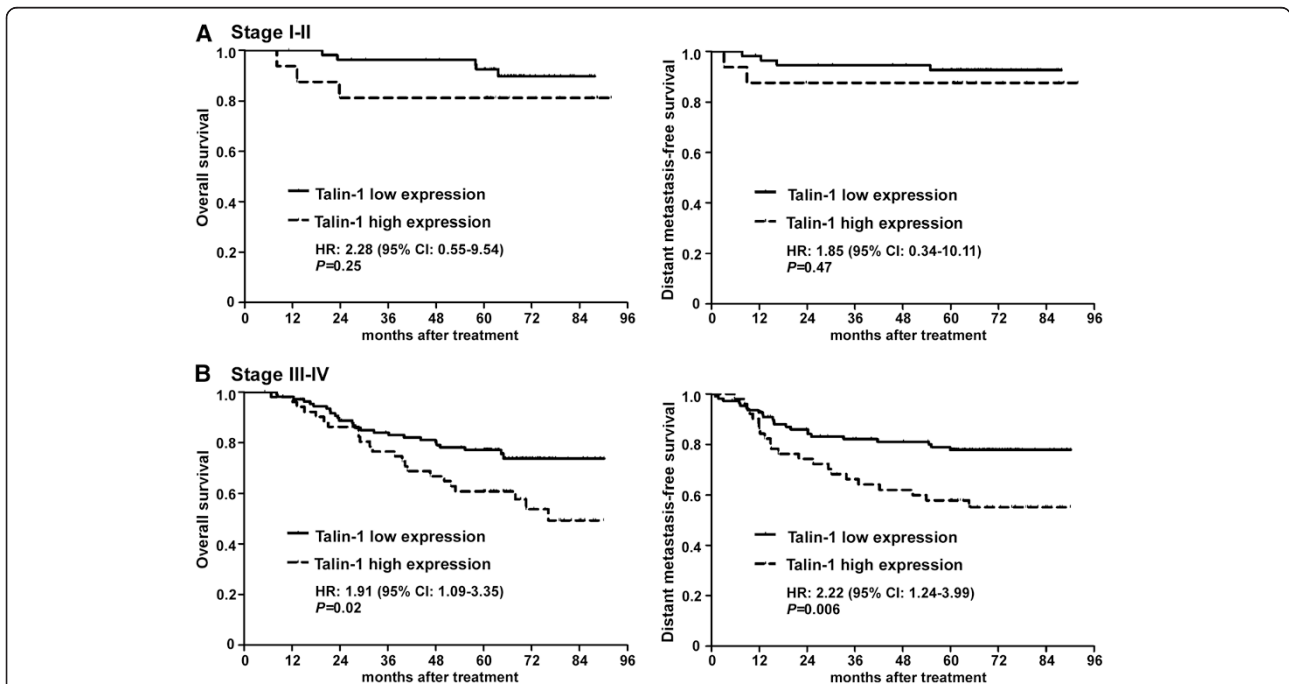 A Stage I-II
1.0
0.8
0.6
0.4
0.2
0
Overall survival
Talin-1 low expression
Talin-1 high expression
HR: 2.28 (95% CI: 0.55-9.54)
P=0.25
0 12 24 36 48 60 72 84 96
months after treatment
1.0
0.8
0.6
0.4
0.2
0
Distant metastasis-free survival
Talin-1 low expression
Talin-1 high expression
HR: 1.85 (95% CI: 0.34-10.11)
P=0.47
0 12 24 36 48 60 72 84 96
months after treatment
B Stage III-IV
1.0
0.8
0.6
0.4
0.2
0
Overall survival
Talin-1 low expression
Talin-1 high expression
HR: 1.91 (95% CI: 1.09-3.35)
P=0.02
0 12 24 36 48 60 72 84 96
months after treatment
1.0
0.8
0.6
0.4
0.2
0
Distant metastasis-free survival
Talin-1 low expression
Talin-1 high expression
HR: 2.22 (95% CI: 1.24-3.99)
P=0.006
0 12 24 36 48 60 72 84 96
months after treatment